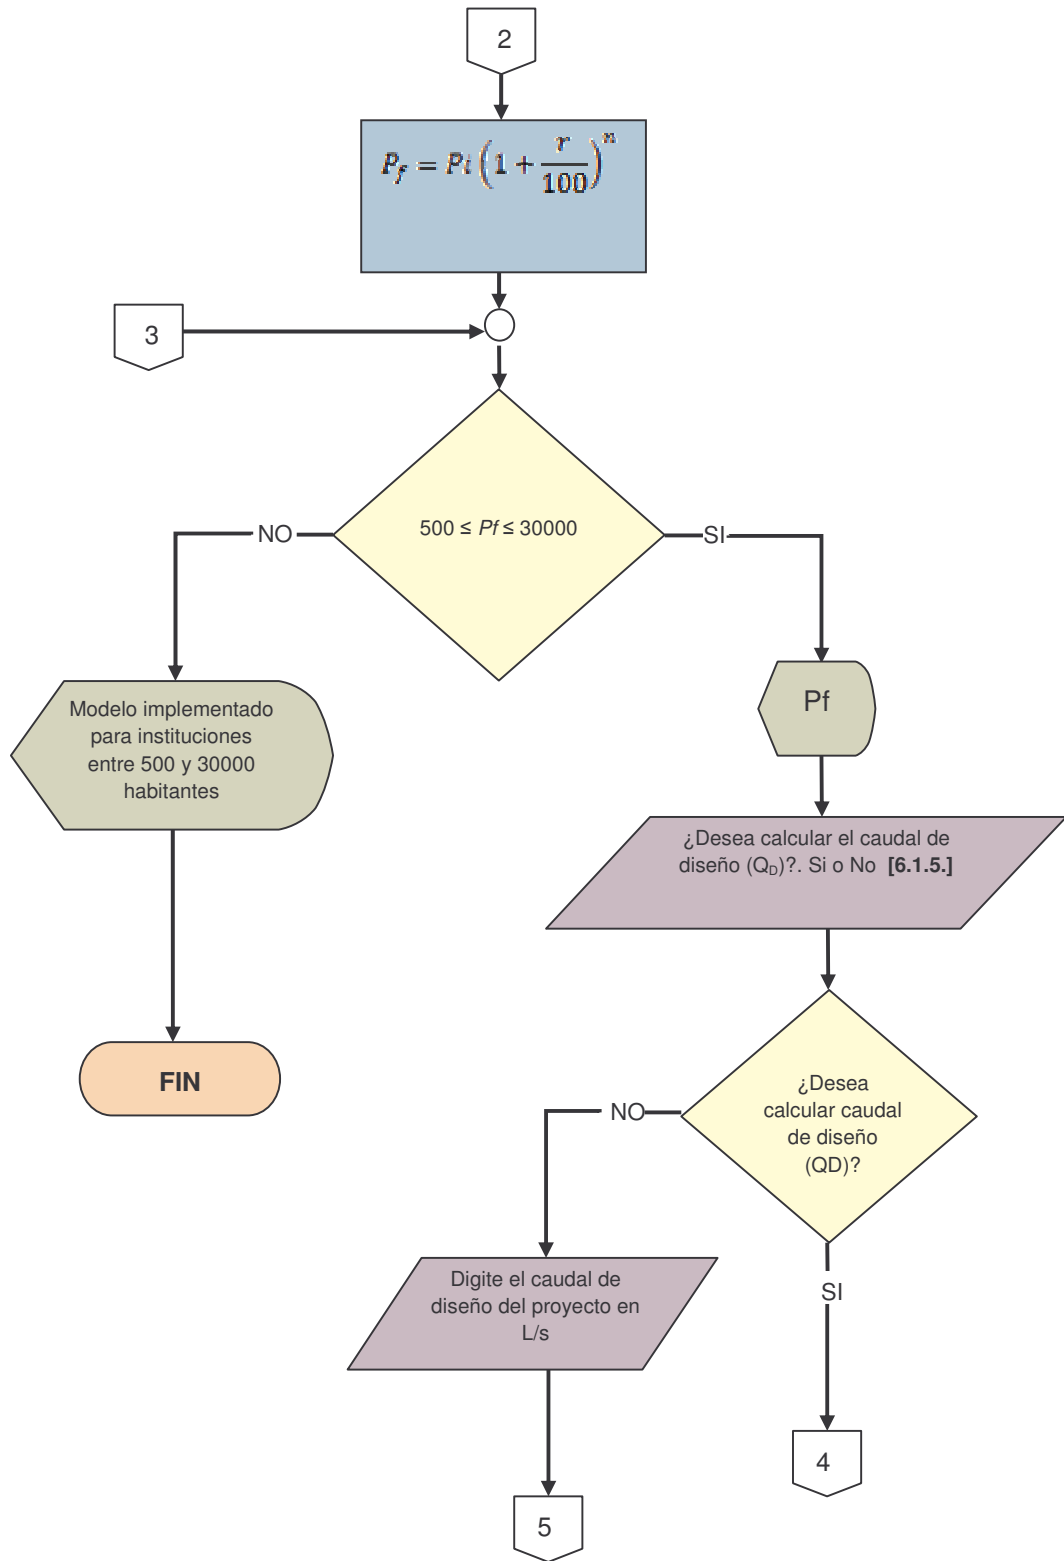 2
P_f = Pi (1 + r/100)^n
3
500 ≤ Pf ≤ 30000
NO
SI
Modelo implementado
para instituciones
entre 500 y 30000
habitantes
Pf
¿Desea calcular el caudal de
diseño (Q_D)?. Si o No [6.1.5.]
FIN
¿Desea
calcular caudal
de diseño
(QD)?
NO
Digite el caudal de
diseño del proyecto en
L/s
SI
4
5